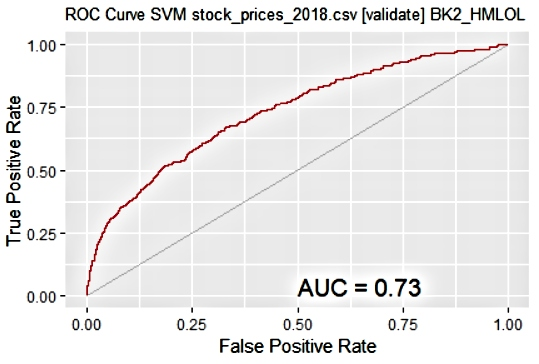 ROC Curve SVM stock_prices_2018.csv [validate] BK2_HMLOL
True Positive Rate
1.00
0.75
0.50
0.25
0.00
AUC = 0.73
0.00 0.25 0.50 0.75 1.00
False Positive Rate